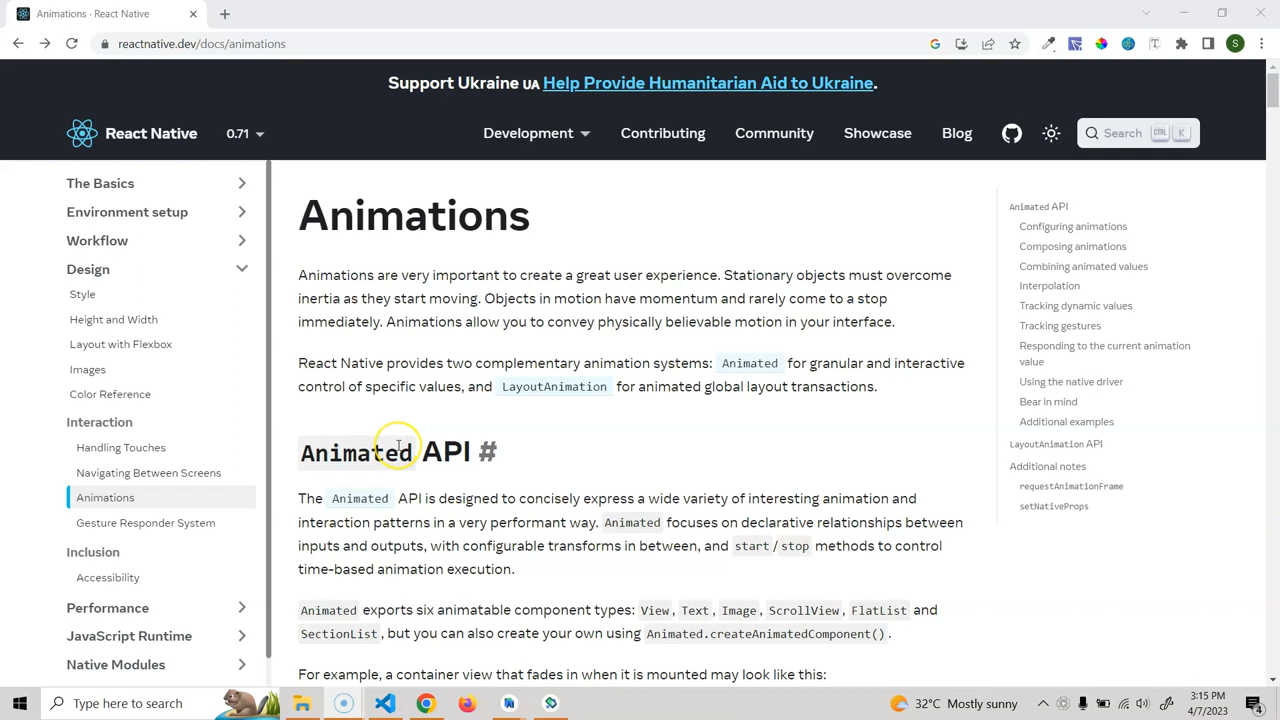 Animations · React Native
reactnative.dev/docs/animations
S
Support Ukraine UA Help Provide Humanitarian Aid to Ukraine.
React Native 0.71 Development Contributing Community Showcase Blog Search CTRL K
The Basics
Environment setup
Workflow
Design
Style
Height and Width
Layout with Flexbox
Images
Color Reference
Interaction
Handling Touches
Navigating Between Screens
Animations
Gesture Responder System
Inclusion
Accessibility
Performance
JavaScript Runtime
Native Modules
Animations
Animations are very important to create a great user experience. Stationary objects must overcome
inertia as they start moving. Objects in motion have momentum and rarely come to a stop
immediately. Animations allow you to convey physically believable motion in your interface.
React Native provides two complementary animation systems: Animated for granular and interactive
control of specific values, and LayoutAnimation for animated global layout transactions.
Animated API #
The Animated API is designed to concisely express a wide variety of interesting animation and
interaction patterns in a very performant way. Animated focuses on declarative relationships between
inputs and outputs, with configurable transforms in between, and start/stop methods to control
time-based animation execution.
Animated exports six animatable component types: View, Text, Image, ScrollView, FlatList and
SectionList, but you can also create your own using Animated.createAnimatedComponent().
For example, a container view that fades in when it is mounted may look like this:
Animated API
Configuring animations
Composing animations
Combining animated values
Interpolation
Tracking dynamic values
Tracking gestures
Responding to the current animation
value
Using the native driver
Bear in mind
Additional examples
LayoutAnimation API
Additional notes
requestAnimationFrame
setNativeProps
Type here to search
32°C Mostly sunny
3:15 PM
4/7/2023
4